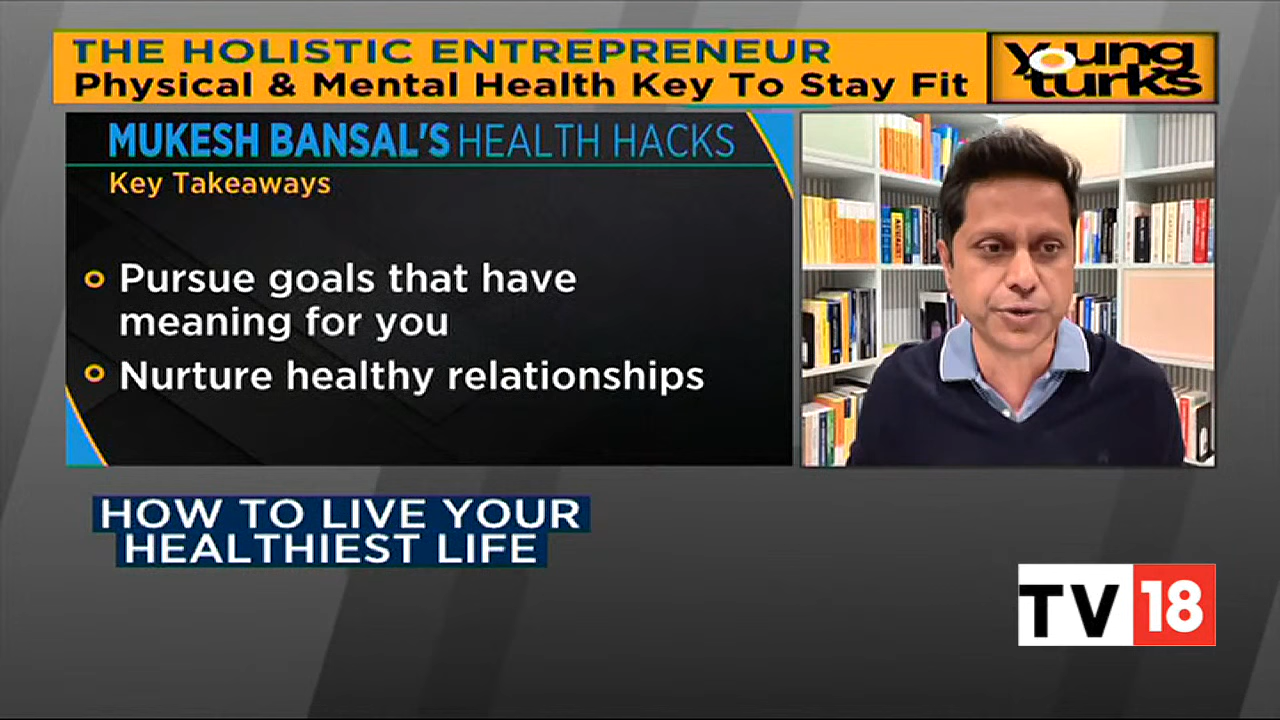 THE HOLISTIC ENTREPRENEUR
Physical & Mental Health Key To Stay Fit
young
turks
MUKESH BANSAL'S HEALTH HACKS
Key Takeaways
Pursue goals that have
meaning for you
Nurture healthy relationships
HOW TO LIVE YOUR
HEALTHIEST LIFE
TV18